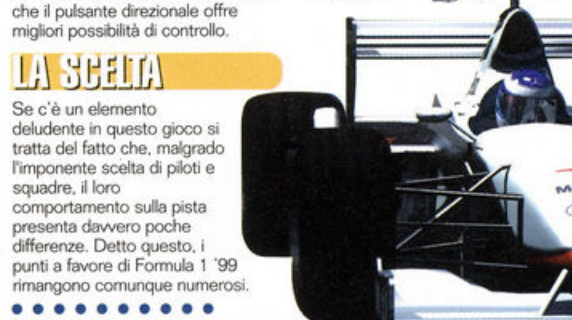 che il pulsante direzionale offre
migliori possibilità di controllo.
LA SCELTA
Se c'è un elemento
deludente in questo gioco si
tratta del fatto che, malgrado
l'imponente scelta di piloti e
squadre, il loro
comportamento sulla pista
presenta davvero poche
differenze. Detto questo, i
punti a favore di Formula 1 '99
rimangono comunque numerosi.